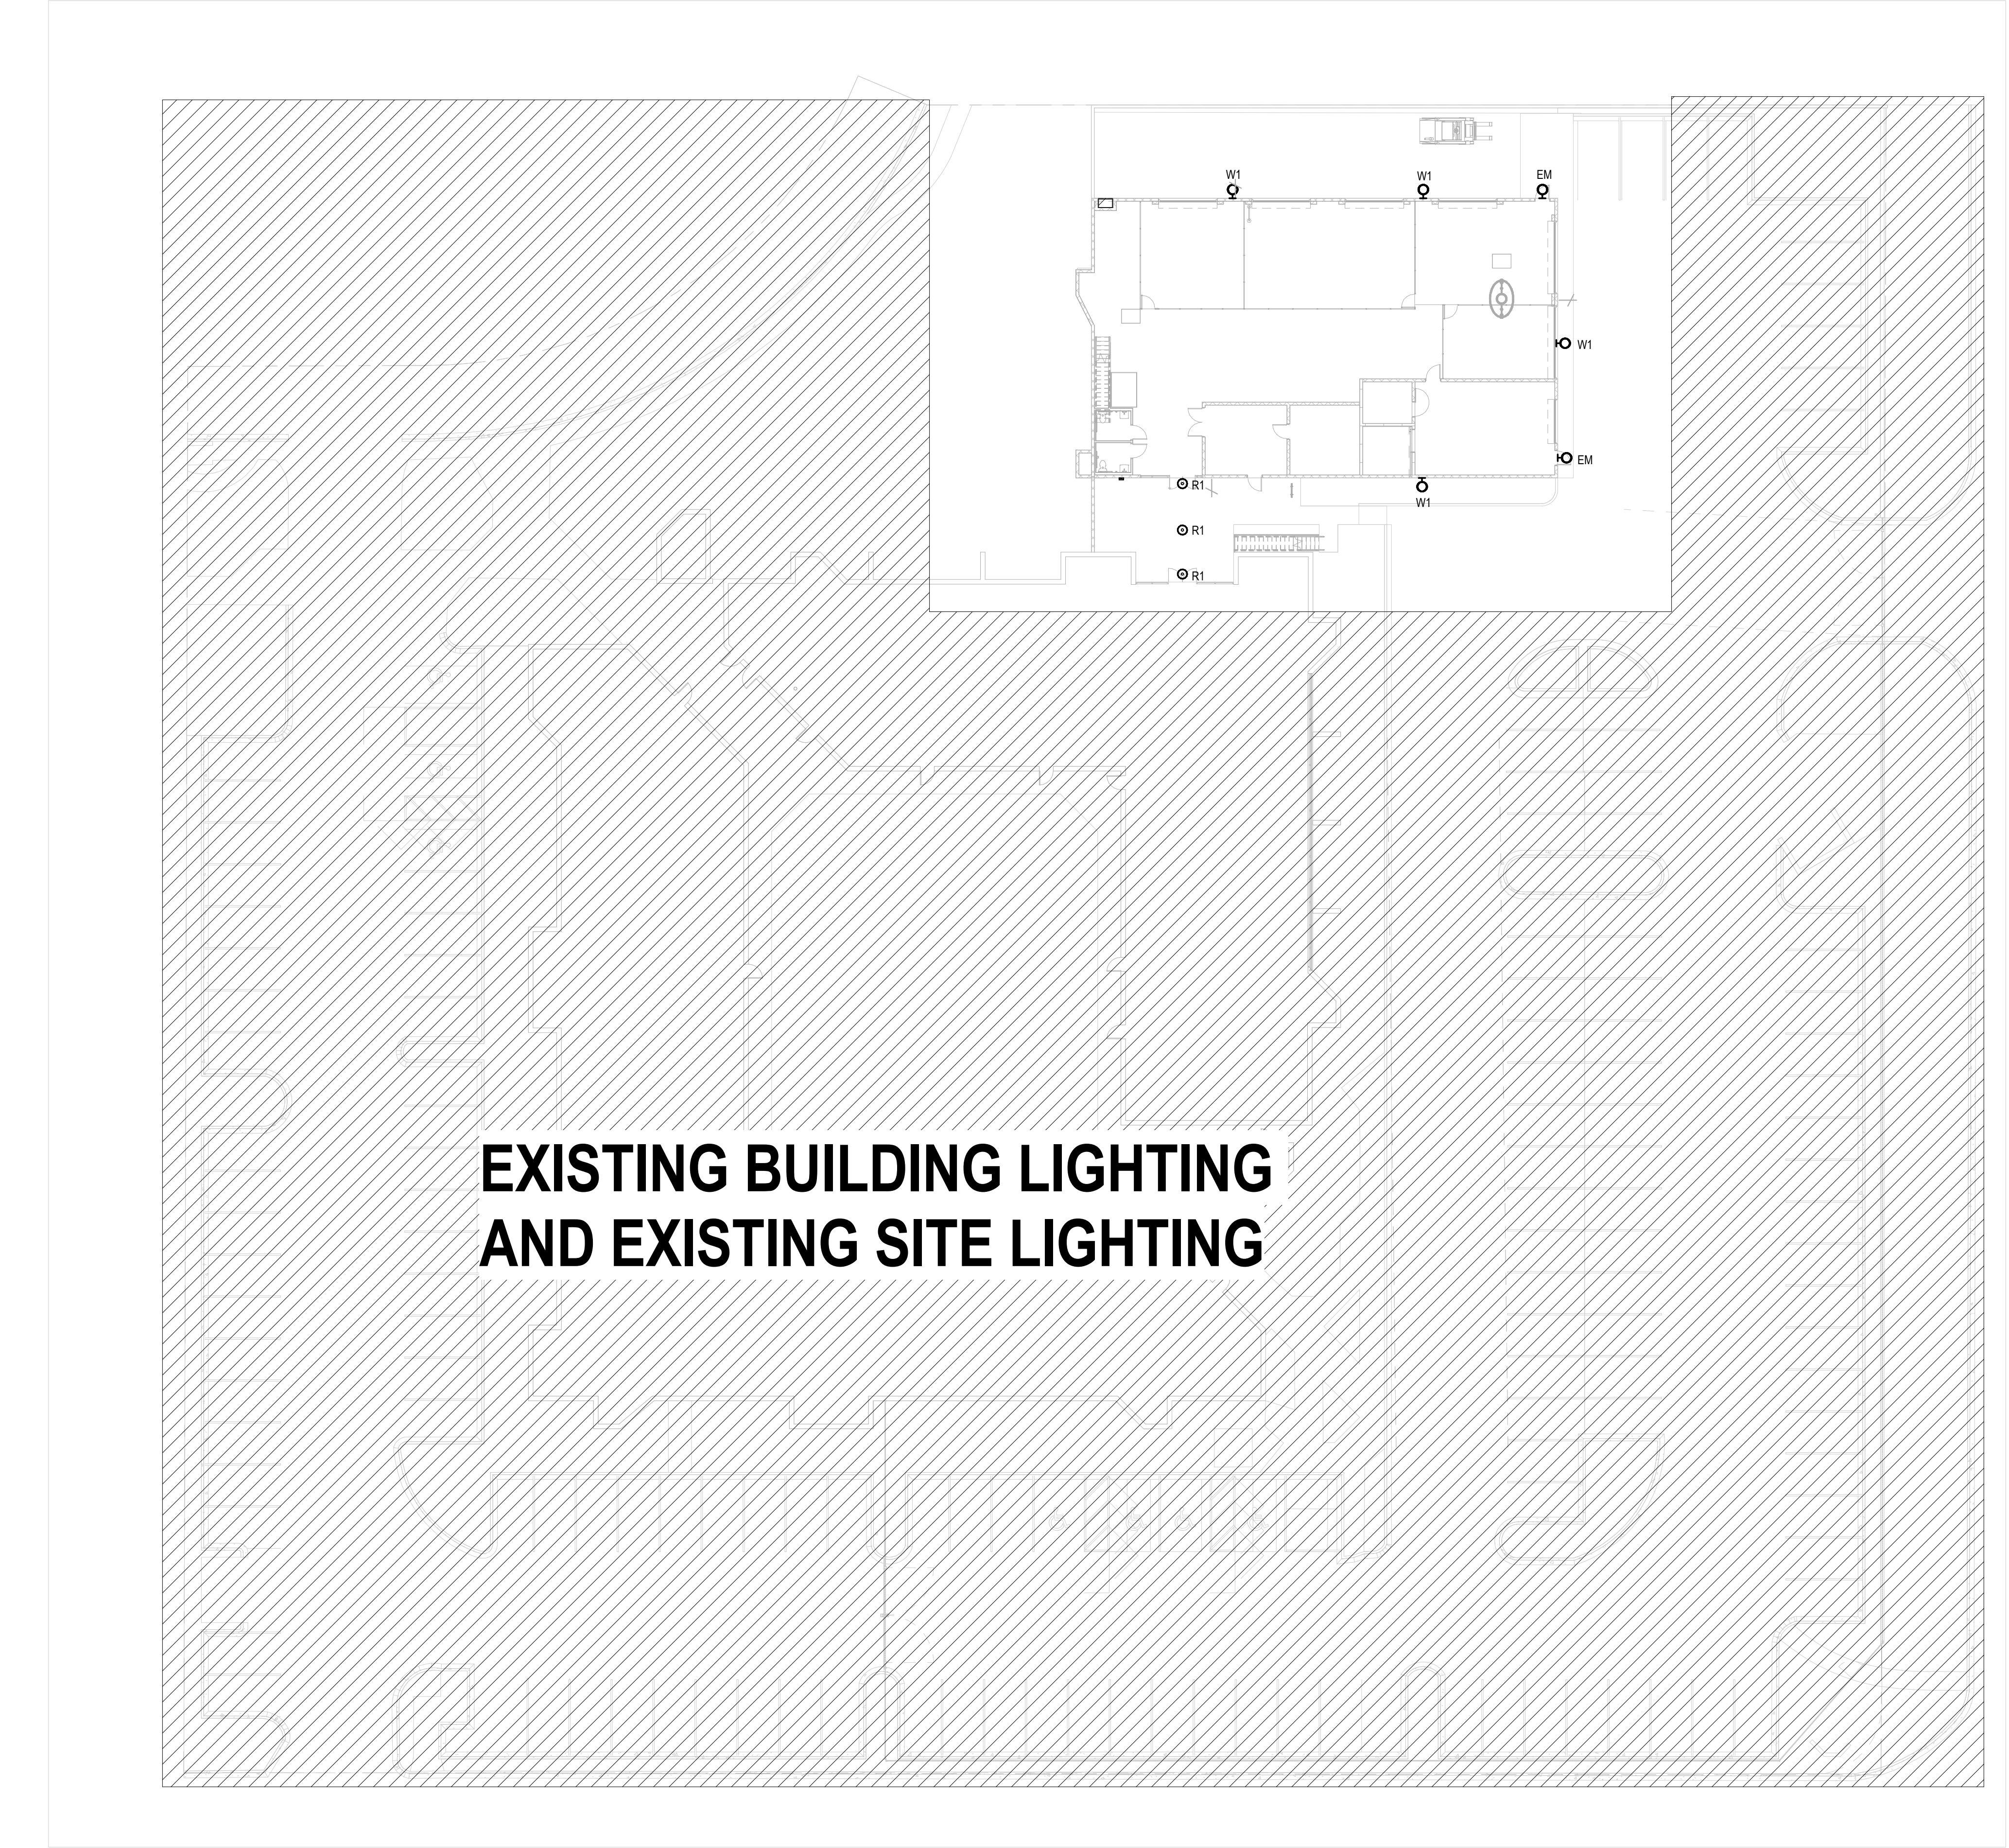 W1
W1
EM
W1
EM
R1
W1
R1
R1
EXISTING BUILDING LIGHTING
AND EXISTING SITE LIGHTING